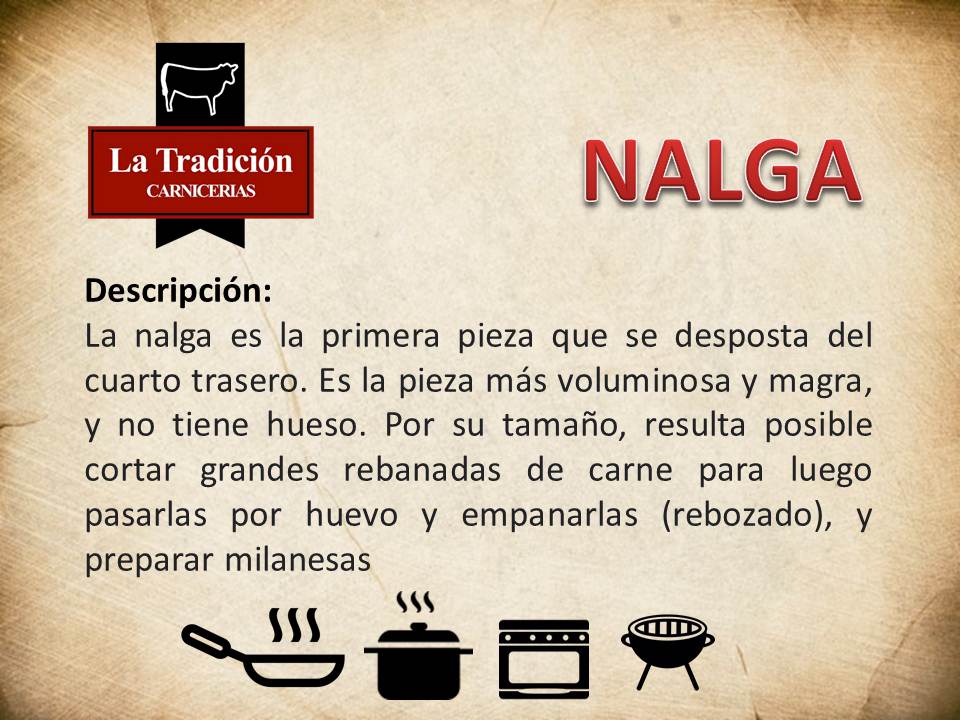 La Tradición
CARNICERIAS
NALGA
Descripción:
La nalga es la primera pieza que se desposta del
cuarto trasero. Es la pieza más voluminosa y magra,
y no tiene hueso. Por su tamaño, resulta posible
cortar grandes rebanadas de carne para luego
pasarlas por huevo y empanarlas (rebozado), y
preparar milanesas